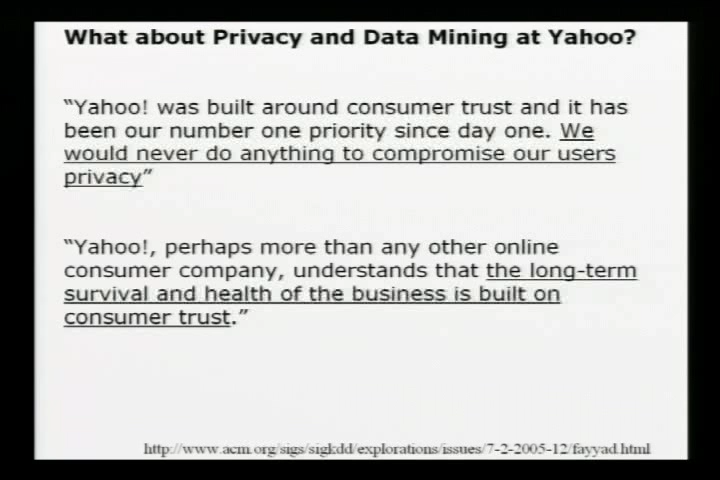 What about Privacy and Data Mining at Yahoo?
“Yahoo! was built around consumer trust and it has
been our number one priority since day one. We
would never do anything to compromise our users
privacy”
“Yahoo!, perhaps more than any other online
consumer company, understands that the long-term
survival and health of the business is built on
consumer trust.”
http://www.acm.org/sigs/sigkdd/explorations/issues/7-2-2005-12/fayyad.html